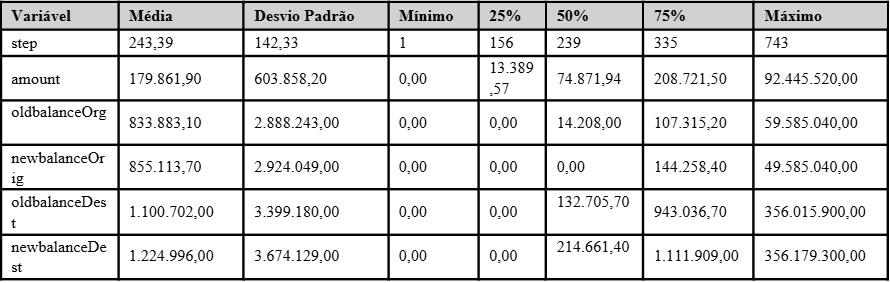 Variável Média Desvio Padrão Mínimo 25% 50% 75% Máximo
step 243,39 142,33 1 156 239 335 743
amount 179.861,90 603.858,20 0,00 13.389
,57 74.871,94 208.721,50 92.445.520,00
oldbalanceOrg 833.883,10 2.888.243,00 0,00 0,00 14.208,00 107.315,20 59.585.040,00
newbalanceOr
ig 855.113,70 2.924.049,00 0,00 0,00 0,00 144.258,40 49.585.040,00
oldbalanceDes
t 1.100.702,00 3.399.180,00 0,00 0,00 132.705,70 943.036,70 356.015.900,00
newbalanceDe
st 1.224.996,00 3.674.129,00 0,00 0,00 214.661,40 1.111.909,00 356.179.300,00